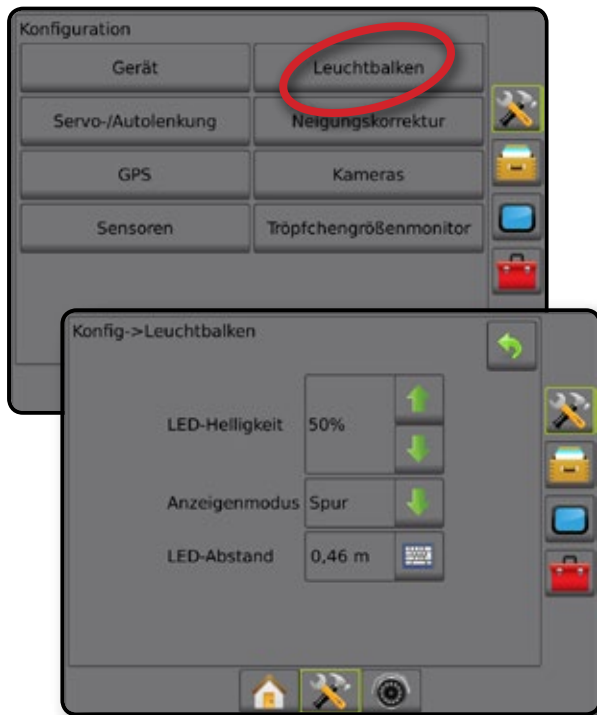 Konfiguration
Gerät
Leuchtbalken
Servo-/Autolenkung
Neigungskorrektur
GPS
Kameras
Sensoren
Tröpfchengrößenmonitor
Konfig->Leuchtbalken
LED-Helligkeit 50%
Anzeigenmodus Spur
LED-Abstand 0,46 m